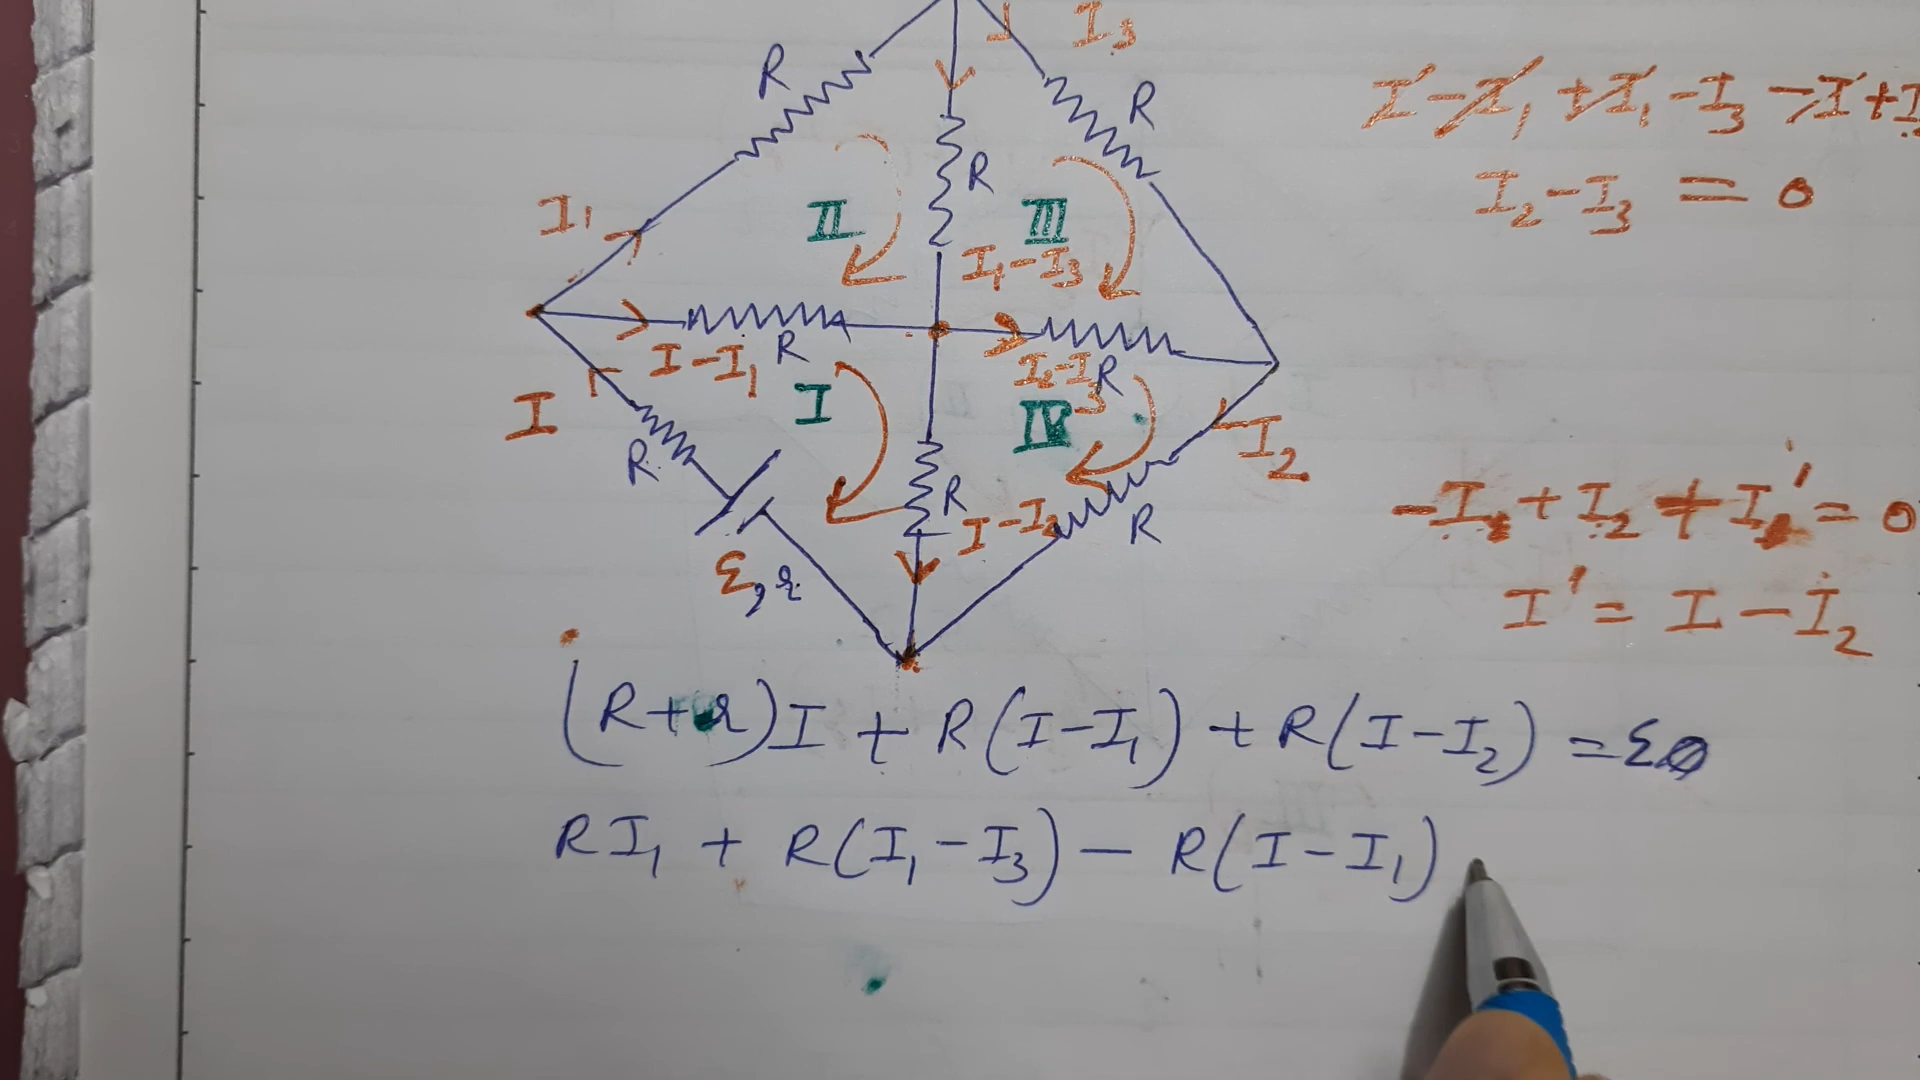 I₃
R
R
I - I₁ + I₁ - I₃ - I + I
I₂ - I₃ = 0
R
I₁
II
III
I₁ - I₃
I - I₁
R
I₂ - I₃
R
I
I
IV
I₂
R
R
I - I₂
R
ε, r
-I + I₂ + I' = 0
I' = I - I₂
(R+r)I + R(I-I₁) + R(I-I₂) = ε
RI₁ + R(I₁-I₃) - R(I-I₁)